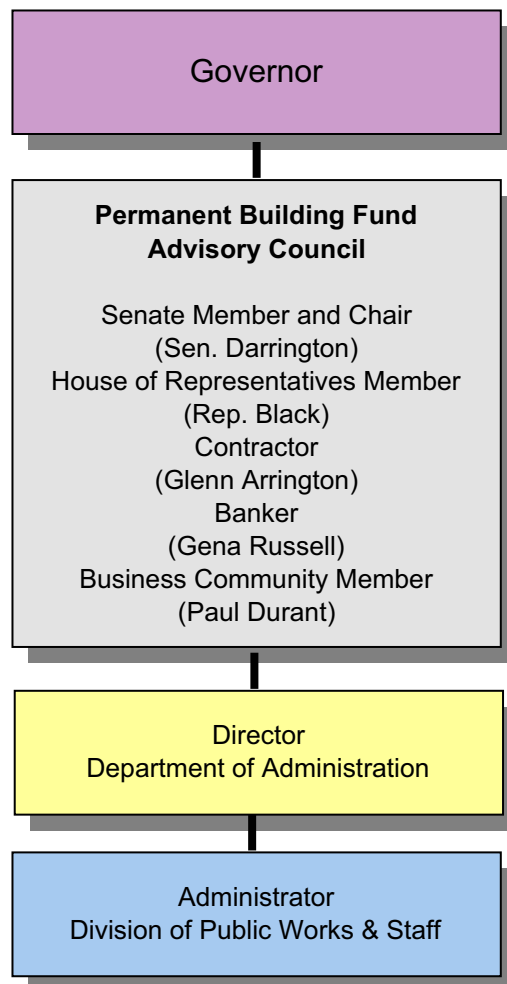 Governor
Permanent Building Fund
Advisory Council
Senate Member and Chair
(Sen. Darrington)
House of Representatives Member
(Rep. Black)
Contractor
(Glenn Arrington)
Banker
(Gena Russell)
Business Community Member
(Paul Durant)
Director
Department of Administration
Administrator
Division of Public Works & Staff